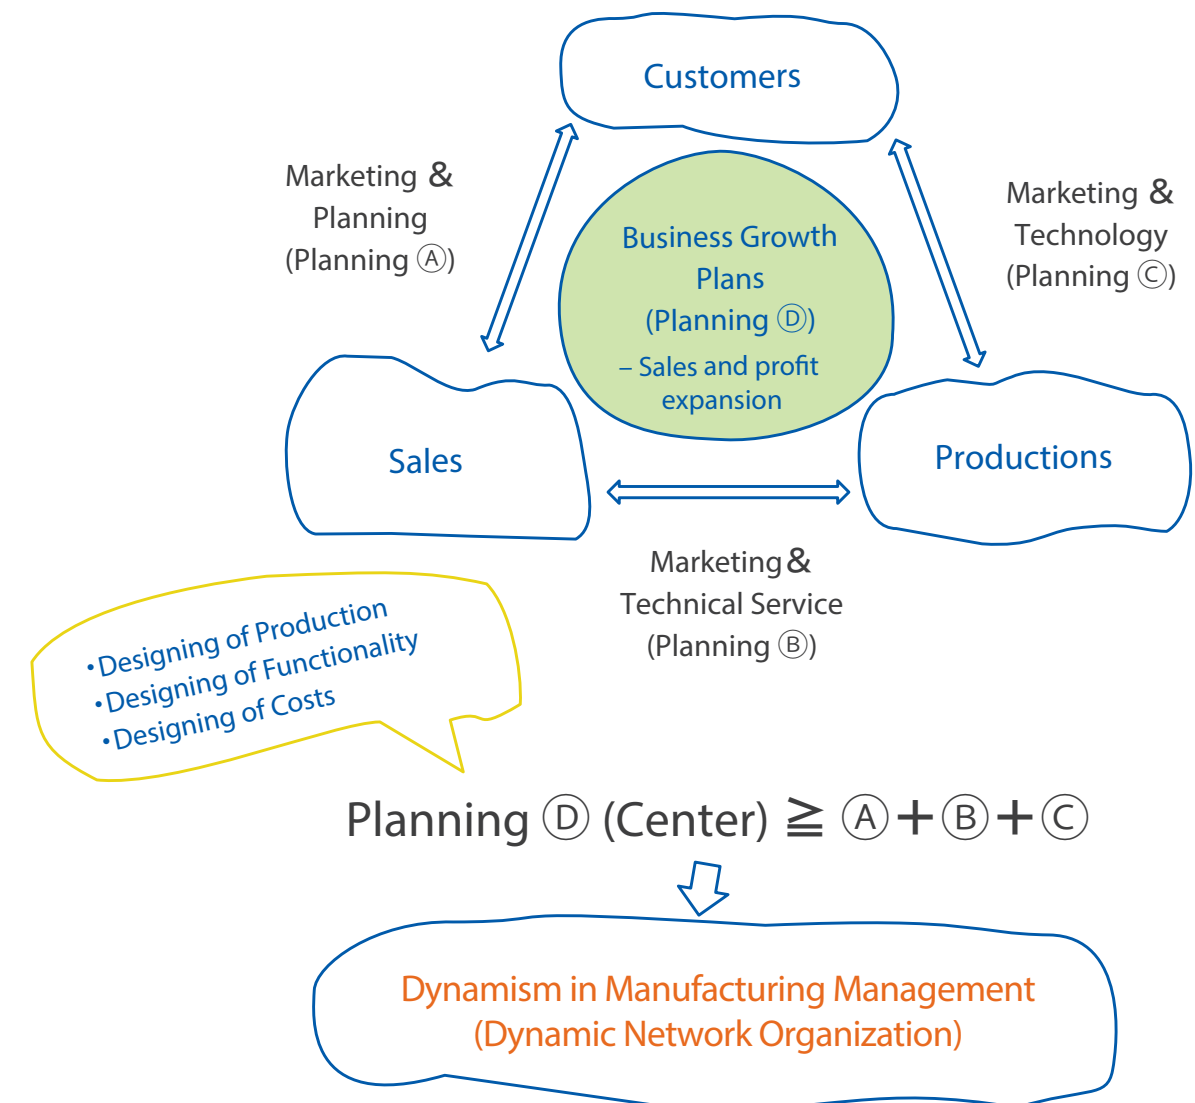 Customers
Marketing &
Planning
(Planning Ⓐ)
Marketing &
Technology
(Planning Ⓒ)
Business Growth
Plans
(Planning Ⓓ)
– Sales and profit
expansion
Sales
Productions
Marketing &
Technical Service
(Planning Ⓑ)
・Designing of Production
・Designing of Functionality
・Designing of Costs
Planning Ⓓ (Center) ≧ Ⓐ+Ⓑ+Ⓒ
Dynamism in Manufacturing Management
(Dynamic Network Organization)